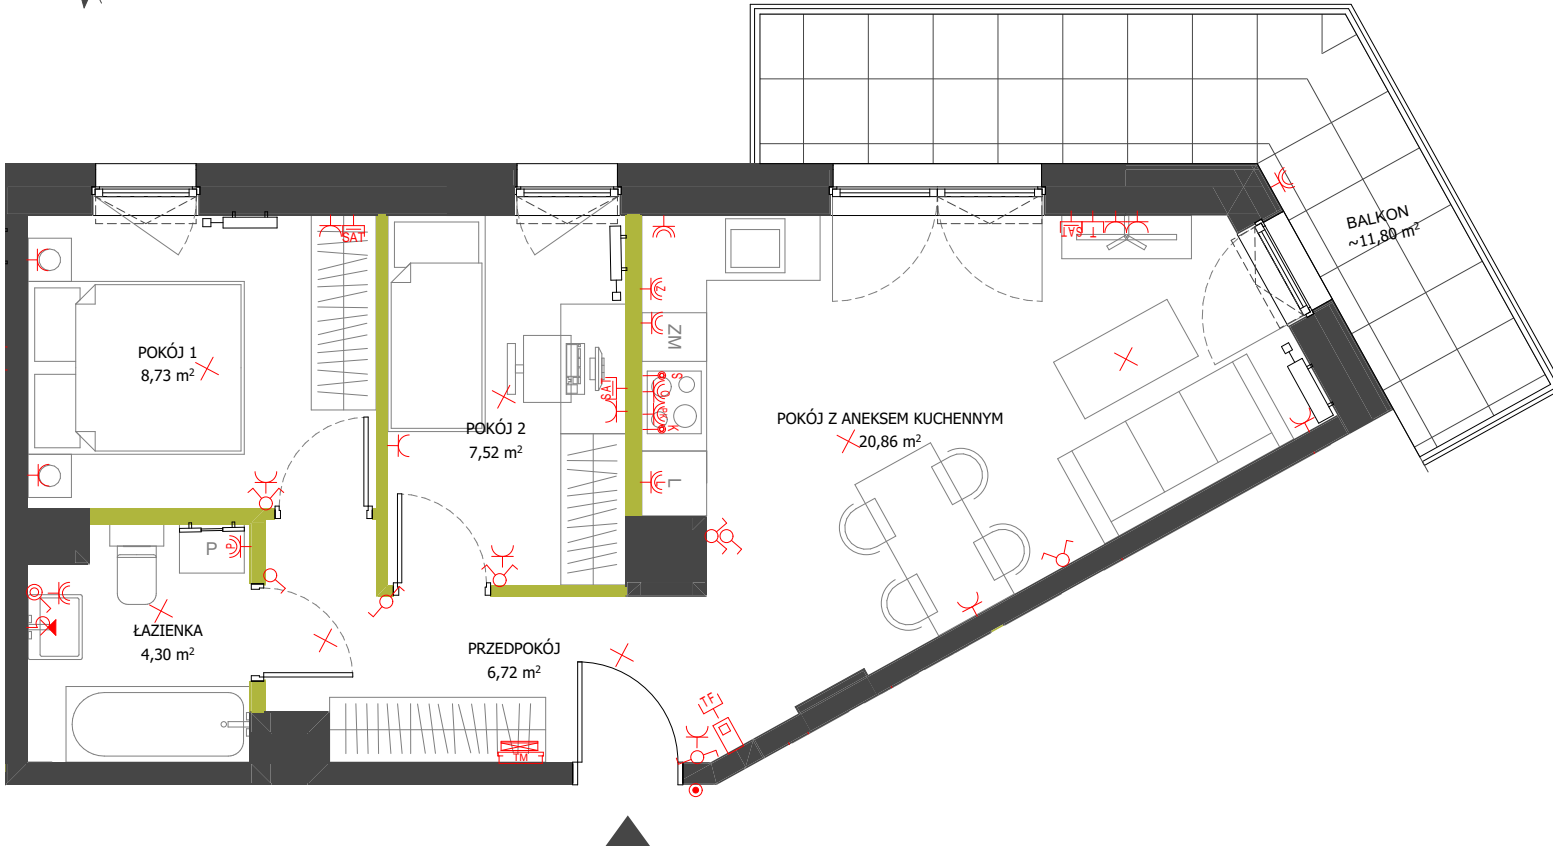 BALKON
~11,80 m²
SAT
SAT
T
Z
ZM
POKÓJ 1
8,73 m²
SAT
S
POKÓJ 2
7,52 m²
POKÓJ Z ANEKSEM KUCHENNYM
20,86 m²
K
L
P
P
ŁAZIENKA
4,30 m²
PRZEDPOKÓJ
6,72 m²
TF
TM